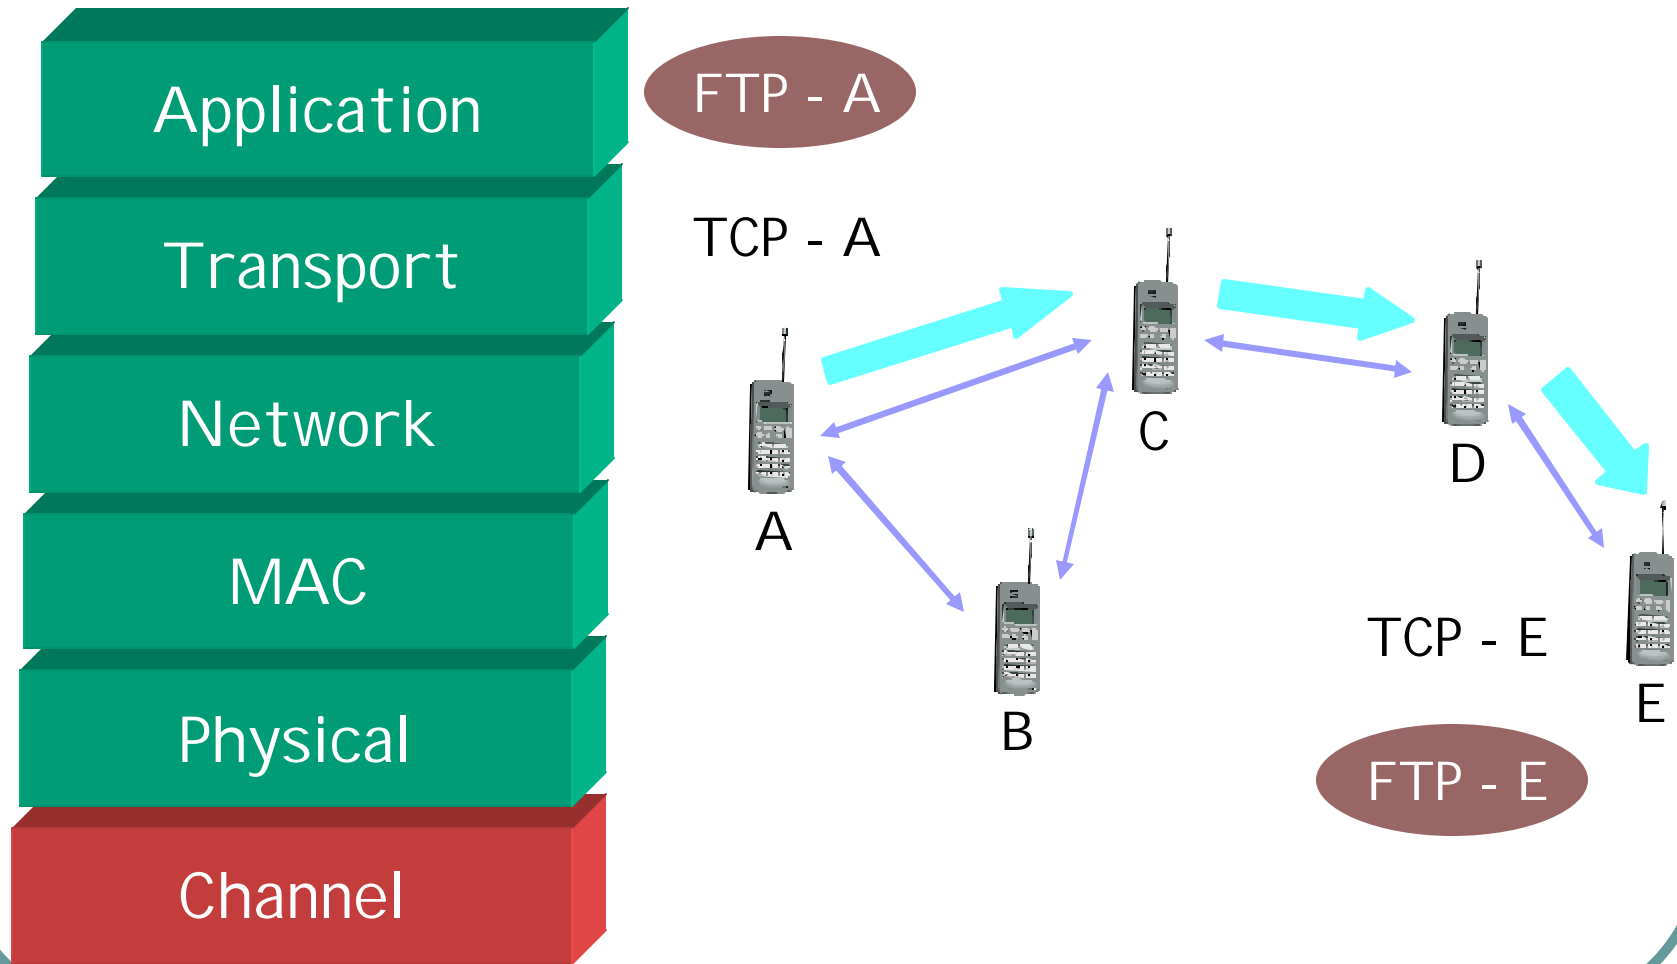 Application
Transport
Network
MAC
Physical
Channel
FTP - A
TCP - A
A
B
C
D
E
TCP - E
FTP - E